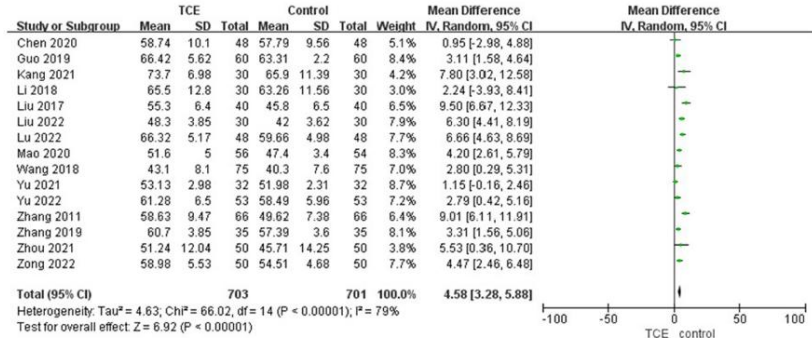 TCE Control Mean Difference Mean Difference
Study or Subgroup Mean SD Total Mean SD Total Weight IV, Random, 95% CI IV, Random, 95% CI
Chen 2020 58.74 10.1 48 57.79 9.56 48 5.1% 0.95 [-2.98, 4.88]
Guo 2019 66.42 5.62 60 63.31 2.2 60 8.4% 3.11 [1.58, 4.64]
Kang 2021 73.7 6.98 30 65.9 11.39 30 4.2% 7.80 [3.02, 12.58]
Li 2018 65.5 12.8 30 63.26 11.56 30 3.1% 2.24 [-3.93, 8.41]
Liu 2017 55.3 6.4 40 45.8 6.5 40 6.7% 9.50 [6.67, 12.33]
Liu 2022 48.3 3.85 30 42 3.62 30 7.9% 6.30 [4.41, 8.19]
Lu 2022 66.32 5.17 48 59.66 4.98 48 7.7% 6.66 [4.63, 8.69]
Mao 2020 51.6 5 56 47.4 3.4 54 8.3% 4.20 [2.61, 5.79]
Wang 2018 43.1 8.1 75 40.3 7.6 75 7.1% 2.80 [0.29, 5.31]
Yu 2021 53.13 2.98 32 51.98 2.31 32 8.7% 1.15 [-0.16, 2.46]
Yu 2022 61.28 6.5 53 58.49 5.96 53 7.2% 2.79 [0.42, 5.16]
Zhang 2011 58.63 9.47 66 49.62 7.38 66 6.6% 9.01 [6.11, 11.91]
Zhang 2019 60.7 3.85 35 57.39 3.6 35 8.1% 3.31 [1.56, 5.06]
Zhou 2021 51.24 12.04 50 45.71 14.25 50 3.8% 5.53 [0.36, 10.70]
Zong 2022 58.98 5.53 50 54.51 4.68 50 7.7% 4.47 [2.46, 6.48]
Total (95% CI) 703 701 100.0% 4.58 [3.28, 5.88]
Heterogeneity: Tau² = 4.63; Chi² = 66.02, df = 14 (P < 0.00001); I² = 79%
Test for overall effect: Z = 6.92 (P < 0.00001)
-100 -50 0 50 100
TCE control